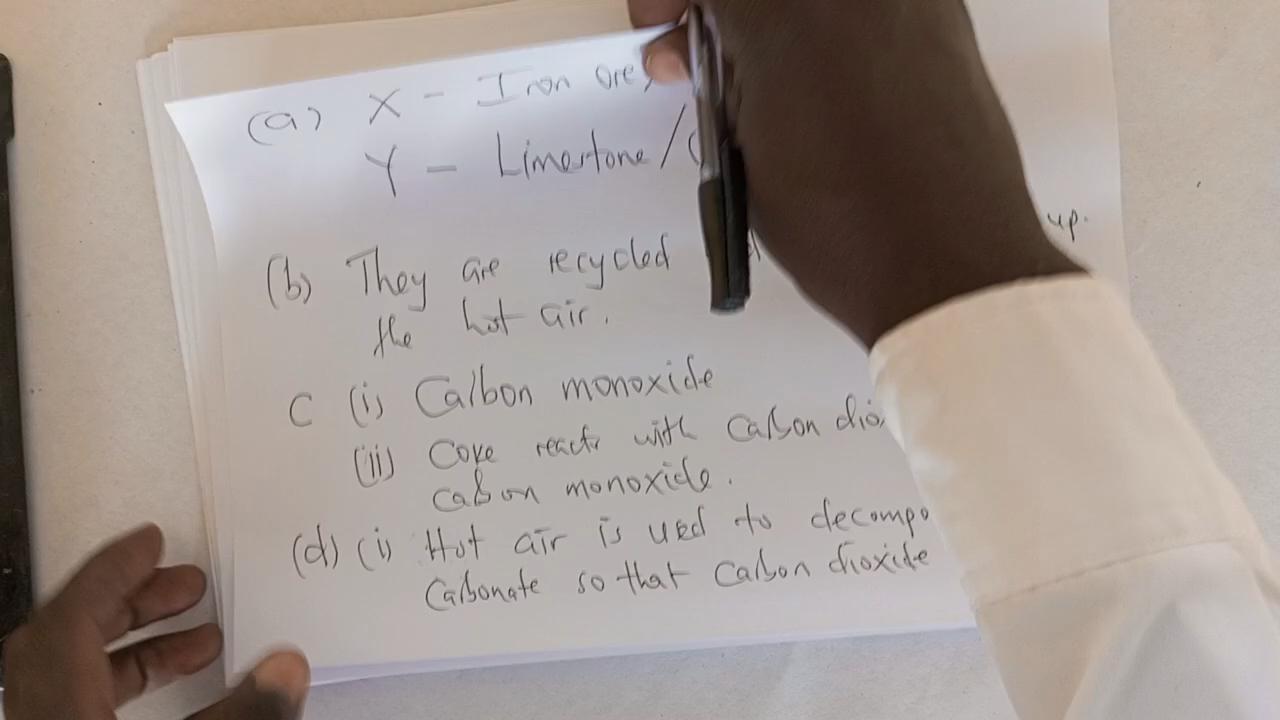 (a) X - Iron ore,
Y - Limestone /
(b) They are recycled up.
the hot air.
C (i) Carbon monoxide
(ii) Coke reacts with carbon dio
carbon monoxide.
(d) (i) Hot air is used to decompo
Carbonate so that carbon dioxide